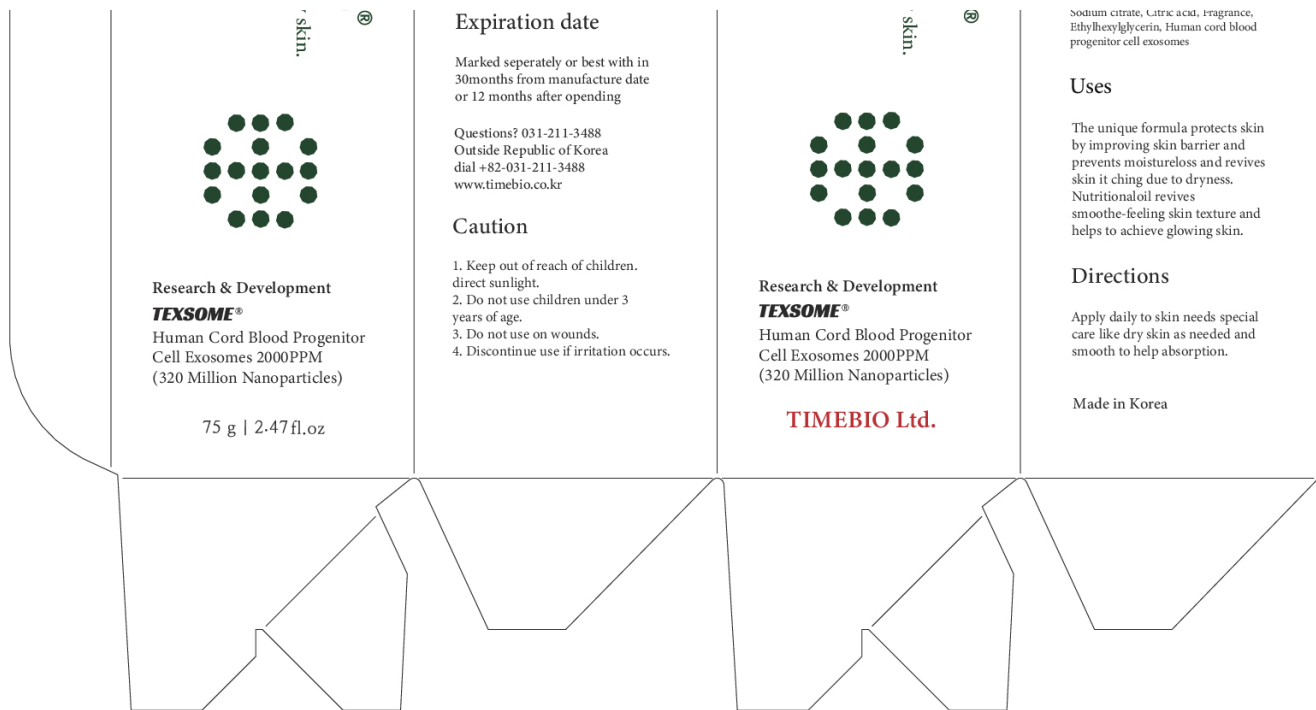 skin.
®
Research & Development
TEXSOME®
Human Cord Blood Progenitor
Cell Exosomes 2000PPM
(320 Million Nanoparticles)
75 g | 2.47fl.oz
Expiration date
Marked seperately or best with in
30months from manufacture date
or 12 months after opending
Questions? 031-211-3488
Outside Republic of Korea
dial +82-031-211-3488
www.timebio.co.kr
Caution
1. Keep out of reach of children.
direct sunlight.
2. Do not use children under 3
years of age.
3. Do not use on wounds.
4. Discontinue use if irritation occurs.
skin.
®
Research & Development
TEXSOME®
Human Cord Blood Progenitor
Cell Exosomes 2000PPM
(320 Million Nanoparticles)
TIMEBIO Ltd.
Sodium citrate, Citric acid, Fragrance,
Ethylhexylglycerin, Human cord blood
progenitor cell exosomes
Uses
The unique formula protects skin
by improving skin barrier and
prevents moistureloss and revives
skin it ching due to dryness.
Nutritionaloil revives
smoothe-feeling skin texture and
helps to achieve glowing skin.
Directions
Apply daily to skin needs special
care like dry skin as needed and
smooth to help absorption.
Made in Korea